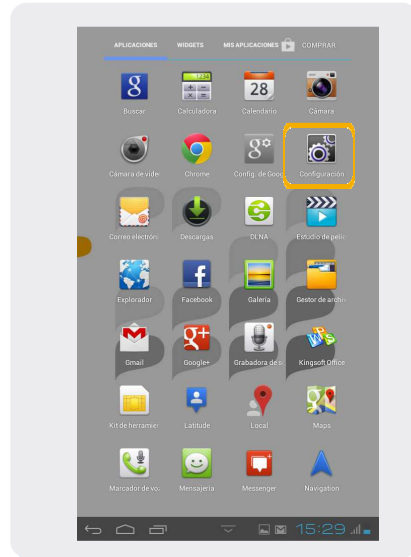 APLICACIONES WIDGETS MIS APLICACIONES COMPRAR
8 28
Buscar Calculadora Calendario Cámara
g
Cámara de víde Chrome Config. de Goog Configuración
Correo electróni Descargas DLNA Estudio de pelíc
f
Explorador Facebook Galería Gestor de archi
g+
Gmail Google+ Grabadora de s Kingsoft Office
Kit de herramier Latitude Local Maps
Marcador de vo Mensajería Messenger Navigation
15:29